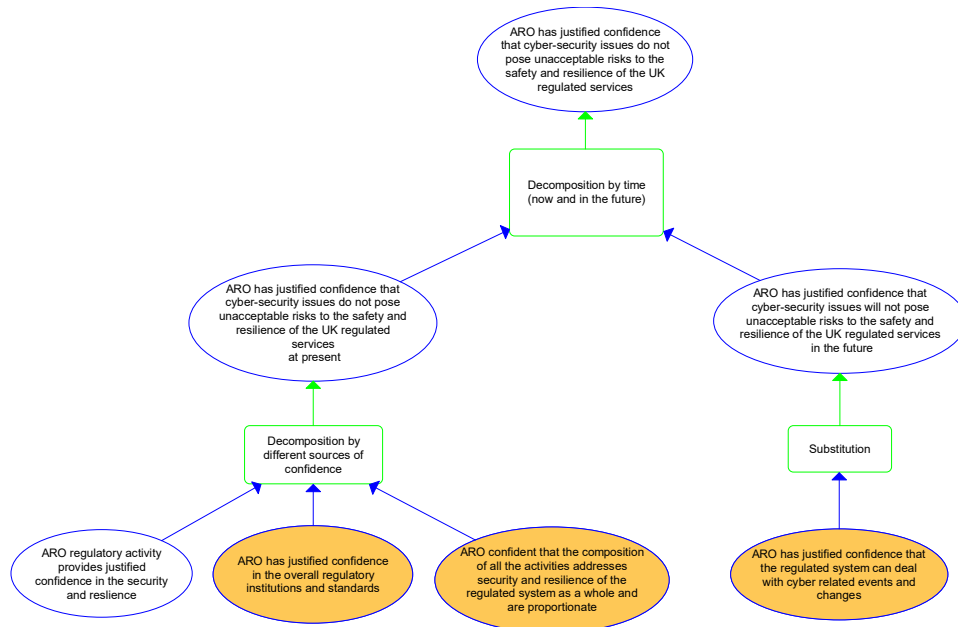 ARO has justified confidence
that cyber-security issues do not
pose unacceptable risks to the
safety and resilience of the UK
regulated services
Decomposition by time
(now and in the future)
ARO has justified confidence that
cyber-security issues do not pose
unacceptable risks to the safety and
resilience of the UK regulated
services
at present
ARO has justified confidence that
cyber-security issues will not pose
unacceptable risks to the safety and
resilience of the UK regulated services
in the future
Decomposition by
different sources of
confidence
Substitution
ARO regulatory activity
provides justified
confidence in the security
and reslience
ARO has justified confidence
in the overall regulatory
institutions and standards
ARO confident that the composition
of all the activities addresses
security and resilience of the
regulated system as a whole and
are proportionate
ARO has justified confidence that
the regulated system can deal
with cyber related events and
changes